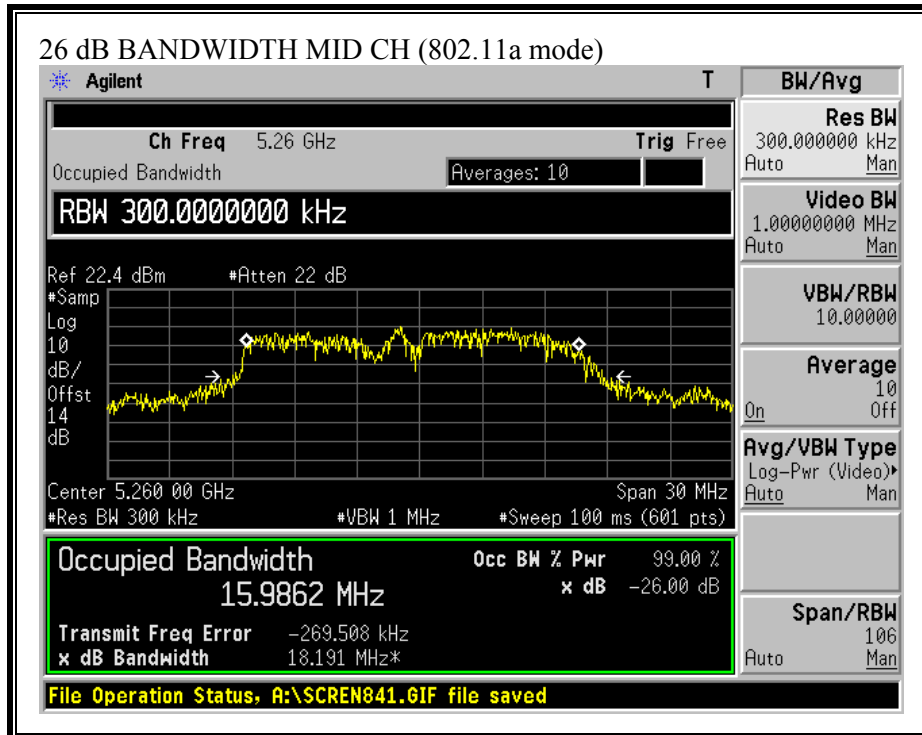 26 dB BANDWIDTH MID CH (802.11a mode)
Agilent T
Ch Freq 5.26 GHz Trig Free
Occupied Bandwidth Averages: 10
RBW 300.0000000 kHz
Ref 22.4 dBm #Atten 22 dB
#Samp
Log
10
dB/
Offst
14
dB
Center 5.260 00 GHz Span 30 MHz
#Res BW 300 kHz #VBW 1 MHz #Sweep 100 ms (601 pts)
Occupied Bandwidth Occ BW % Pwr 99.00 %
15.9862 MHz x dB -26.00 dB
Transmit Freq Error -269.508 kHz
x dB Bandwidth 18.191 MHz*
File Operation Status, A:\SCREN841.GIF file saved
BW/Avg
Res BW
300.000000 kHz
Auto Man
Video BW
1.00000000 MHz
Auto Man
VBW/RBW
10.00000
Average
10
On Off
Avg/VBW Type
Log-Pwr (Video)
Auto Man
Span/RBW
106
Auto Man